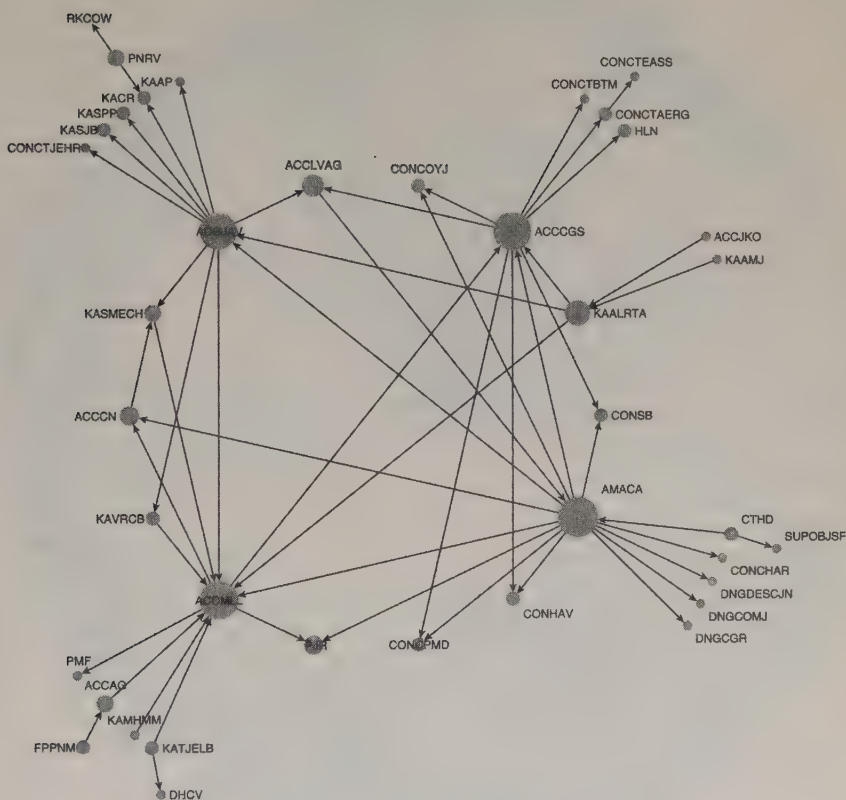 RKCOW
PNRV
CONCTEASS
KAAP
CONCTBTM
KACR
KASPP
CONCTAERG
KASJB
HLN
CONCTJEHR
ACCLVAG
CONCOYJ
ACCCGS
ACCJKO
KAAMJ
KASMECH
KAALRTA
ACCCN
CONSB
AMACA
KAVRCB
CTHD
SUPOBJSF
CONCHAR
DNGDESCJN
CONHAV
DNGCOMJ
DNGCGR
CONCPMD
PMF
ACCAG
KAMHMM
FPPNM
KATJELB
DHCV